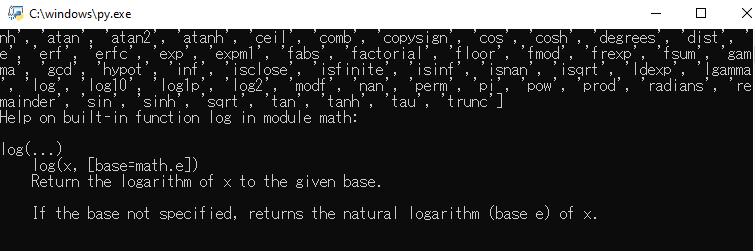 C:\windows\py.exe
nh', 'atan', 'atan2', 'atanh', 'ceil', 'comb', 'copysign', 'cos', 'cosh', 'degrees', 'dist', '
e', 'erf', 'erfc', 'exp', 'expm1', 'fabs', 'factorial', 'floor', 'fmod', 'frexp', 'fsum', 'gam
ma', 'gcd', 'hypot', 'inf', 'isclose', 'isfinite', 'isinf', 'isnan', 'isqrt', 'ldexp', 'lgamma
', 'log', 'log10', 'log1p', 'log2', 'modf', 'nan', 'perm', 'pi', 'pow', 'prod', 'radians', 're
mainder', 'sin', 'sinh', 'sqrt', 'tan', 'tanh', 'tau', 'trunc']
Help on built-in function log in module math:
log(...)
log(x, [base=math.e])
Return the logarithm of x to the given base.
If the base not specified, returns the natural logarithm (base e) of x.